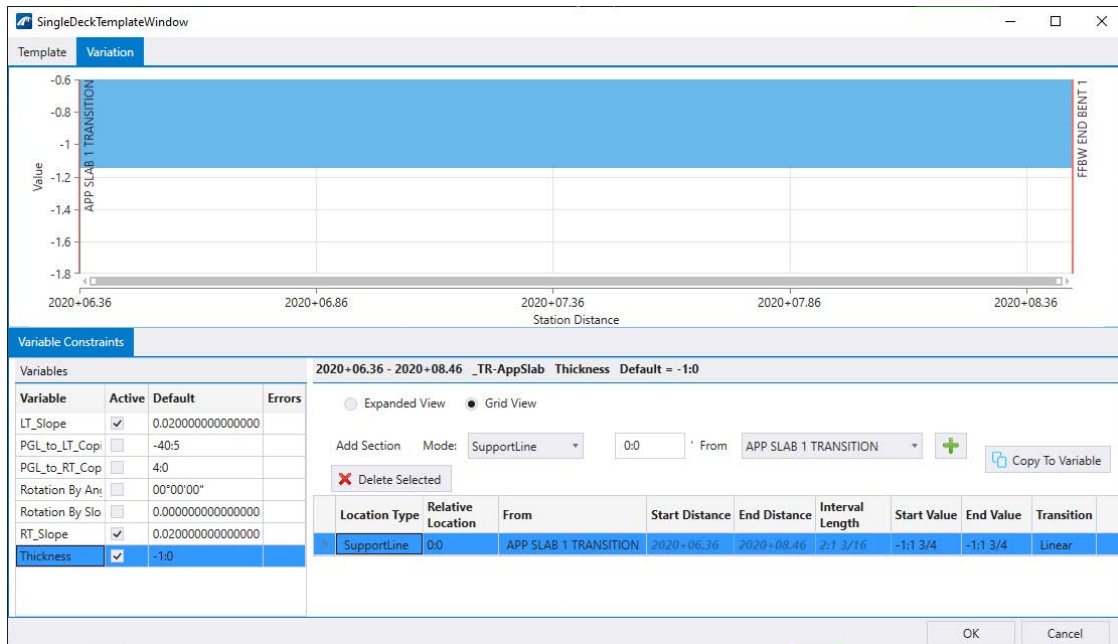 SingleDeckTemplateWindow
Template Variation
-0.6
-0.8
-1
-1.2
-1.4
-1.6
-1.8
Value
APP SLAB 1 TRANSITION
FFBW END BENT 1
2020+06.36 2020+06.86 2020+07.36 2020+07.86 2020+08.36
Station Distance
Variable Constraints
Variables
Variable Active Default Errors
LT_Slope 0.020000000000000
PGL_to_LT_Copi -40:5
PGL_to_RT_Cop 4:0
Rotation By An 00°00'00"
Rotation By Slo 0.000000000000000
RT_Slope 0.020000000000000
Thickness -1:0
2020+06.36 - 2020+08.46 _TR-AppSlab Thickness Default = -1:0
Expanded View Grid View
Add Section Mode: SupportLine 0:0 ' From APP SLAB 1 TRANSITION
Copy To Variable
Delete Selected
Location Type Relative Location From Start Distance End Distance Interval Length Start Value End Value Transition
SupportLine 0:0 APP SLAB 1 TRANSITION 2020+06.36 2020+08.46 2:1 3/16 -1:1 3/4 -1:1 3/4 Linear
OK Cancel